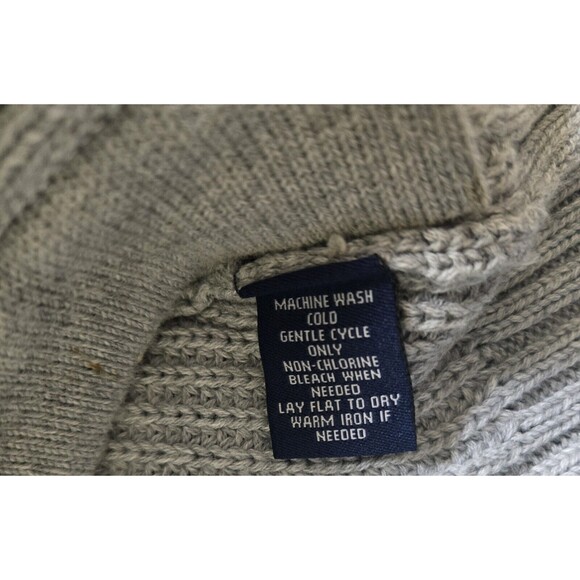 MACHINE WASH
COLD
GENTLE CYCLE
ONLY
NON-CHLORINE
BLEACH WHEN
NEEDED
LAY FLAT TO DRY
WARM IRON IF
NEEDED